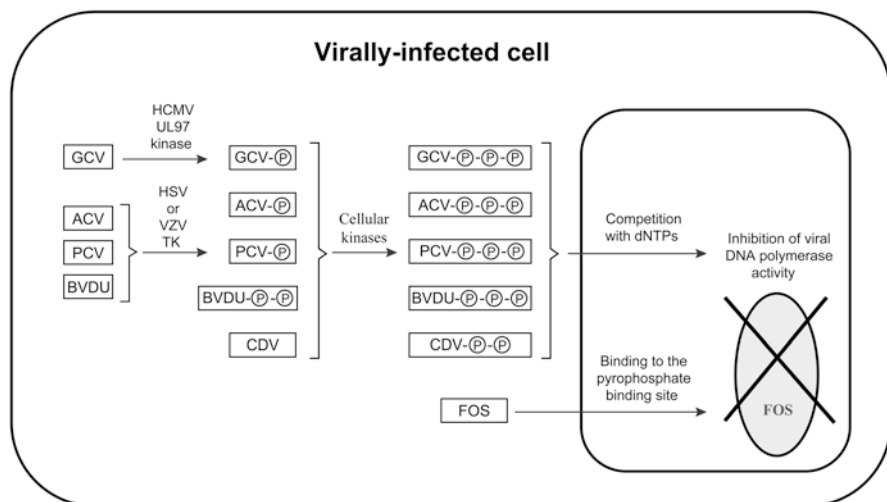 Virally-infected cell
HCMV
UL97
kinase
GCV
GCV-Ⓟ
GCV-Ⓟ-Ⓟ-Ⓟ
ACV
PCV
BVDU
HSV
or
VZV
TK
ACV-Ⓟ
PCV-Ⓟ
BVDU-Ⓟ-Ⓟ
CDV
Cellular
kinases
ACV-Ⓟ-Ⓟ-Ⓟ
PCV-Ⓟ-Ⓟ-Ⓟ
BVDU-Ⓟ-Ⓟ-Ⓟ
CDV-Ⓟ-Ⓟ
FOS
Competition
with dNTPs
Binding to the
pyrophosphate
binding site
Inhibition of viral
DNA polymerase
activity
FOS